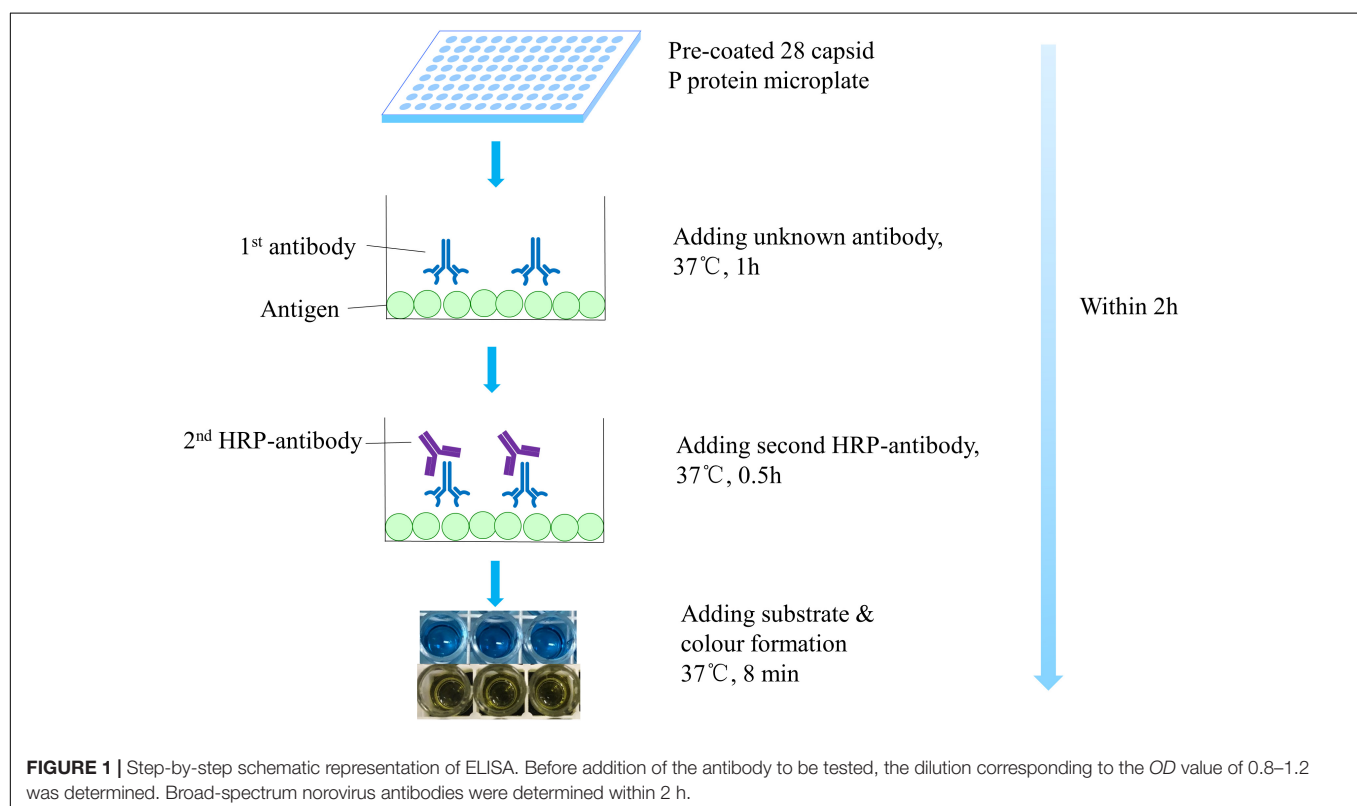 Pre-coated 28 capsid
P protein microplate
1st antibody
Antigen
Adding unknown antibody,
37℃, 1h
Within 2h
2nd HRP-antibody
Adding second HRP-antibody,
37℃, 0.5h
Adding substrate &
colour formation
37℃, 8 min
FIGURE 1 | Step-by-step schematic representation of ELISA. Before addition of the antibody to be tested, the dilution corresponding to the OD value of 0.8–1.2
was determined. Broad-spectrum norovirus antibodies were determined within 2 h.